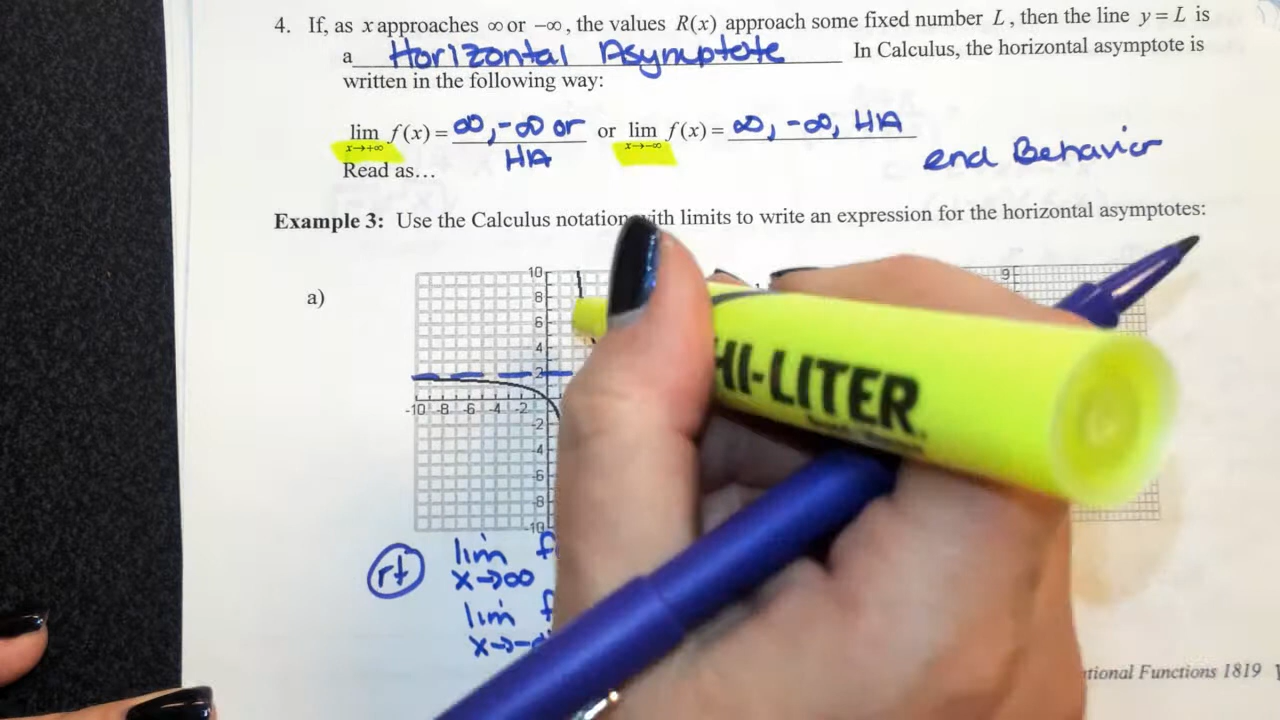 4. If, as x approaches ∞ or −∞, the values R(x) approach some fixed number L, then the line y = L is
a Horizontal Asymptote In Calculus, the horizontal asymptote is
written in the following way:
lim f(x) = ∞, -∞ or or lim f(x) = ∞, -∞, HA
x→+∞ HA x→−∞
end Behavior
Read as…
Example 3: Use the Calculus notation with limits to write an expression for the horizontal asymptotes:
a)
10
8
6
4
2
-10 -8 -6 -4 -2
-2
-4
-6
-8
-10
9
HI-LITER
rt lim f
x→∞
lim f
x→-
tional Functions 1819